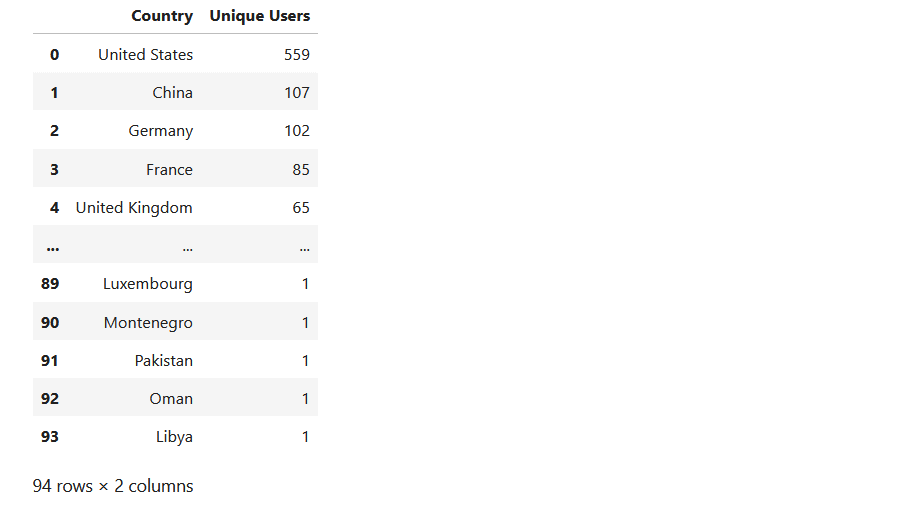 Country Unique Users
0 United States 559
1 China 107
2 Germany 102
3 France 85
4 United Kingdom 65
... ... ...
89 Luxembourg 1
90 Montenegro 1
91 Pakistan 1
92 Oman 1
93 Libya 1
94 rows × 2 columns